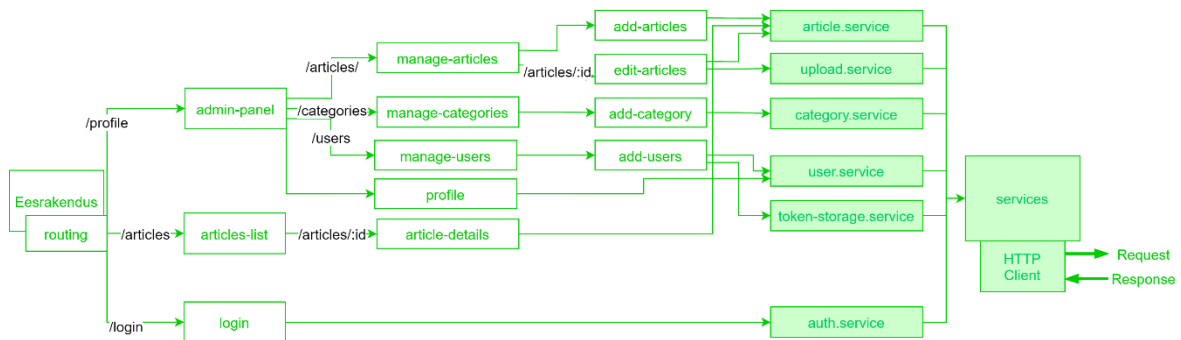 add-articles
article.service
manage-articles
/articles/
/articles/:id
edit-articles
upload.service
admin-panel
/categories
manage-categories
add-category
category.service
/profile
/users
manage-users
add-users
user.service
Eesrakendus
profile
services
token-storage.service
routing
/articles
articles-list
/articles/:id
article-details
HTTP
Client
Request
Response
/login
login
auth.service